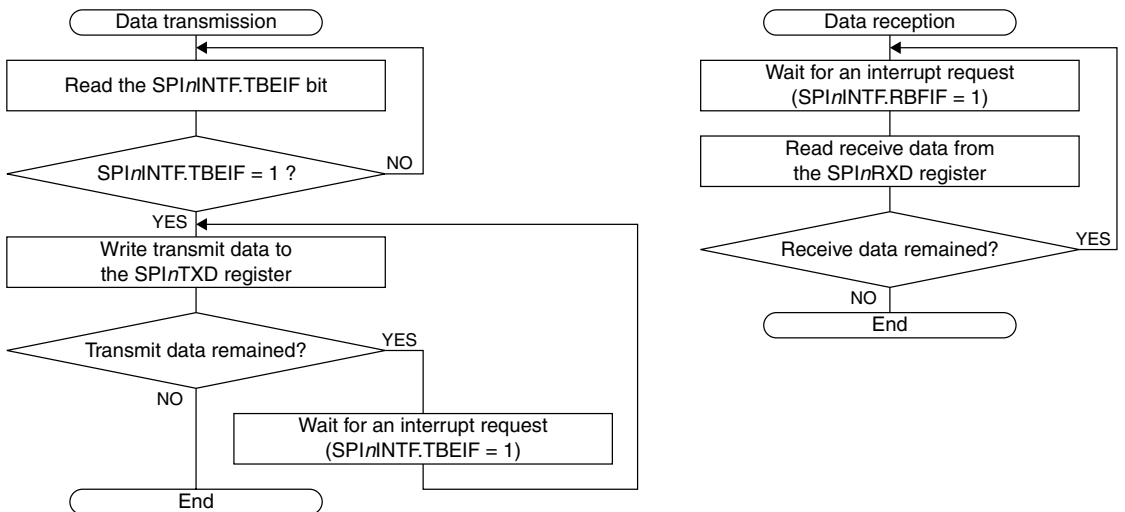 Data transmission
Read the SPInINTF.TBEIF bit
SPInINTF.TBEIF = 1 ?
NO
YES
Write transmit data to
the SPInTXD register
Transmit data remained?
YES
NO
Wait for an interrupt request
(SPInINTF.TBEIF = 1)
End
Data reception
Wait for an interrupt request
(SPInINTF.RBFIF = 1)
Read receive data from
the SPInRXD register
Receive data remained?
YES
NO
End